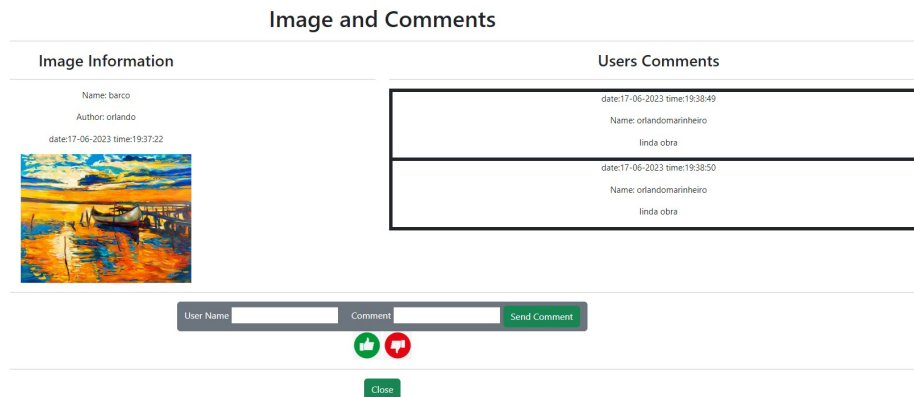 Image and Comments
Image Information
Name: barco
Author: orlando
date:17-06-2023 time:19:37:22
Users Comments
date:17-06-2023 time:19:38:49
Name: orlandomarinheiro
linda obra
date:17-06-2023 time:19:38:50
Name: orlandomarinheiro
linda obra
User Name Comment Send Comment
Close